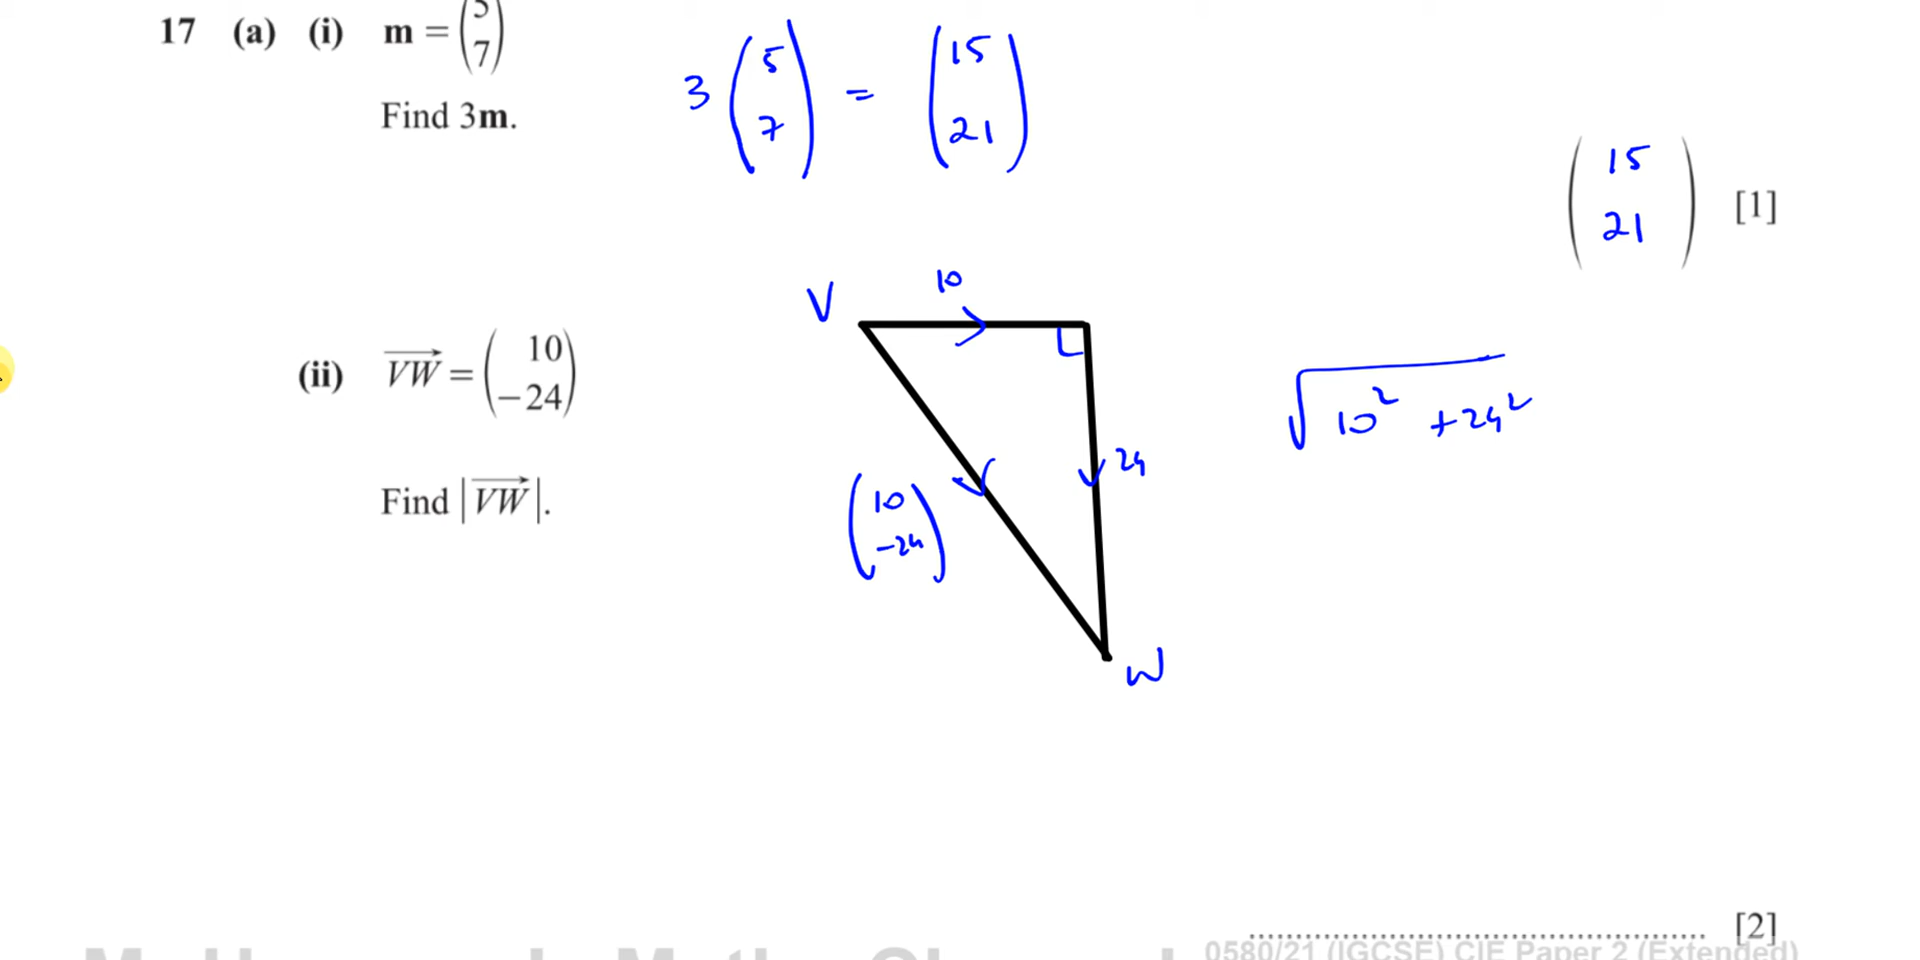 17 (a) (i) m = (5 7)
3 (5 7) = (15 21)
Find 3m.
(15 21) [1]
V 10
(ii) VW = (10 -24)
√10² + 24²
24
Find |VW|.
(10 -24)
W
[2]
0580/21 (IGCSE) CIE Paper 2 (Extended)